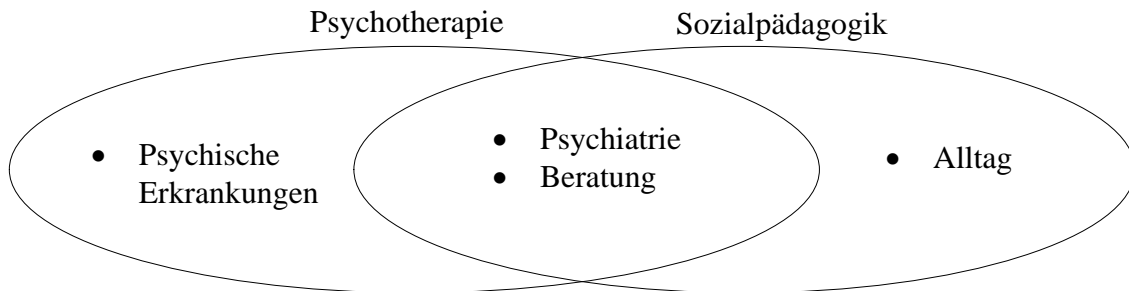 Psychotherapie
Sozialpädagogik
• Psychische
Erkrankungen
• Psychiatrie
• Beratung
• Alltag